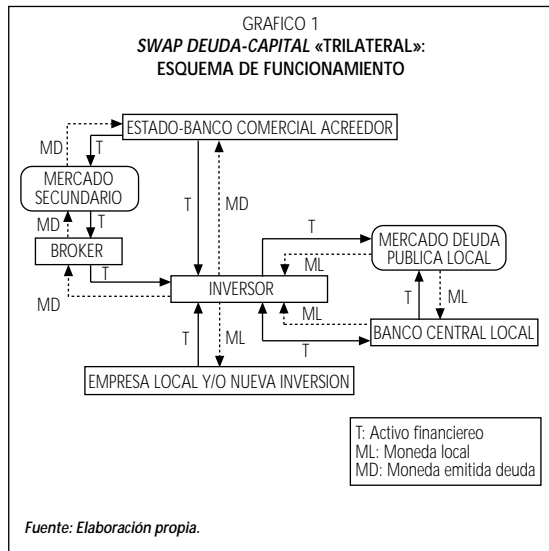 GRAFICO 1
SWAP DEUDA-CAPITAL «TRILATERAL»:
ESQUEMA DE FUNCIONAMIENTO
ESTADO-BANCO COMERCIAL ACREEDOR
MD
T
MERCADO
SECUNDARIO
MD
T
BROKER
MD
T
T
MD
INVERSOR
T
ML
MERCADO DEUDA
PUBLICA LOCAL
T
ML
ML
T
BANCO CENTRAL LOCAL
T
ML
EMPRESA LOCAL Y/O NUEVA INVERSION
T: Activo financiereo
ML: Moneda local
MD: Moneda emitida deuda
Fuente: Elaboración propia.